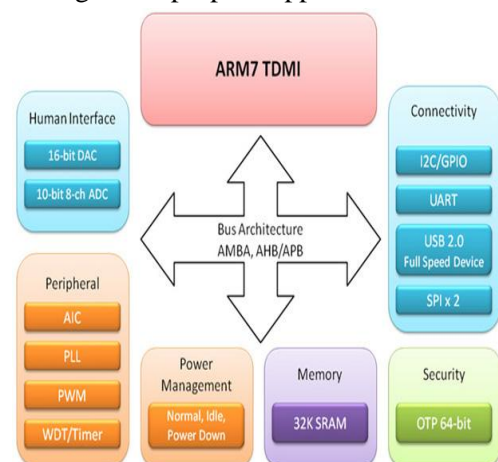 ARM7 TDMI
Human Interface
16-bit DAC
10-bit 8-ch ADC
Connectivity
I2C/GPIO
UART
USB 2.0
Full Speed Device
SPI x 2
Bus Architecture
AMBA, AHB/APB
Peripheral
AIC
PLL
PWM
WDT/Timer
Power
Management
Normal, Idle,
Power Down
Memory
32K SRAM
Security
OTP 64-bit